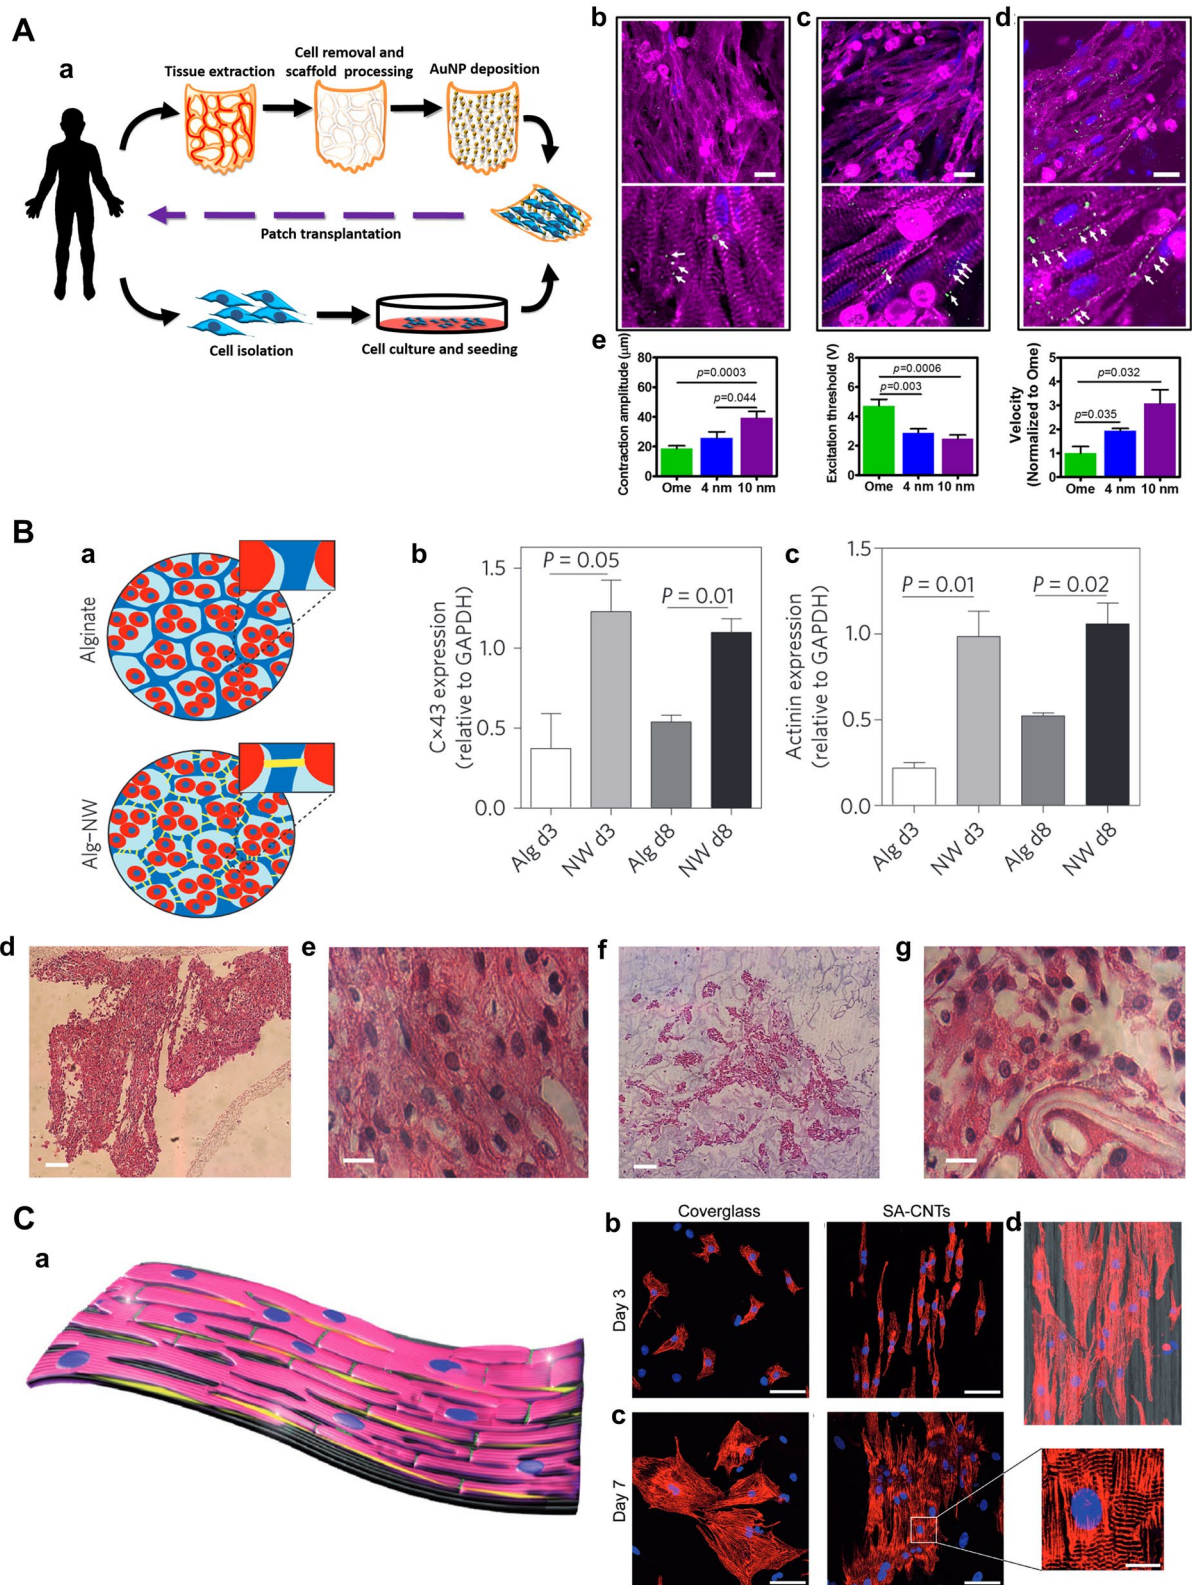 A
a
Tissue extraction
Cell removal and
scaffold processing
AuNP deposition
Patch transplantation
Cell isolation
Cell culture and seeding
b
c
d
e
Contraction amplitude (μm)
80
60
40
20
0
p=0.0003
p=0.044
Ome 4 nm 10 nm
Excitation threshold (V)
8
6
4
2
0
p=0.0006
p=0.003
Ome 4 nm 10 nm
Velocity
(Normalized to Ome)
5
4
3
2
1
0
p=0.032
p=0.035
Ome 4 nm 10 nm
B
a
Alginate
Alg–NW
b
C×43 expression
(relative to GAPDH)
1.5
1.0
0.5
0.0
P = 0.05
P = 0.01
Alg d3
NW d3
Alg d8
NW d8
c
Actinin expression
(relative to GAPDH)
1.5
1.0
0.5
0.0
P = 0.01
P = 0.02
Alg d3
NW d3
Alg d8
NW d8
d
e
f
g
C
a
b
Coverglass
SA-CNTs
d
Day 3
c
Day 7